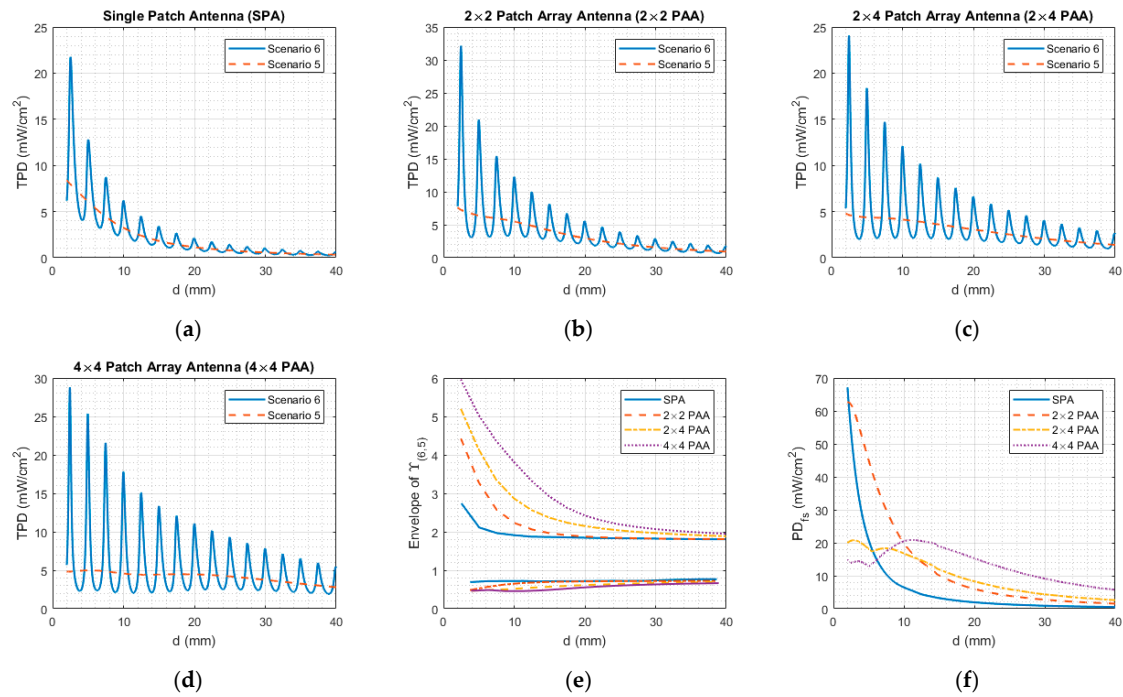 Single Patch Antenna (SPA)
TPD (mW/cm²)
25
20
15
10
5
0
Scenario 6
Scenario 5
0 10 20 30 40
d (mm)
(a)
2×2 Patch Array Antenna (2×2 PAA)
TPD (mW/cm²)
35
30
25
20
15
10
5
0
Scenario 6
Scenario 5
0 10 20 30 40
d (mm)
(b)
2×4 Patch Array Antenna (2×4 PAA)
TPD (mW/cm²)
25
20
15
10
5
0
Scenario 6
Scenario 5
0 10 20 30 40
d (mm)
(c)
4×4 Patch Array Antenna (4×4 PAA)
TPD (mW/cm²)
30
25
20
15
10
5
0
Scenario 6
Scenario 5
0 10 20 30 40
d (mm)
(d)
Envelope of ϒ(6,5)
6
5
4
3
2
1
0
SPA
2×2 PAA
2×4 PAA
4×4 PAA
0 10 20 30 40
d (mm)
(e)
PDfs (mW/cm²)
70
60
50
40
30
20
10
0
SPA
2×2 PAA
2×4 PAA
4×4 PAA
0 10 20 30 40
d (mm)
(f)